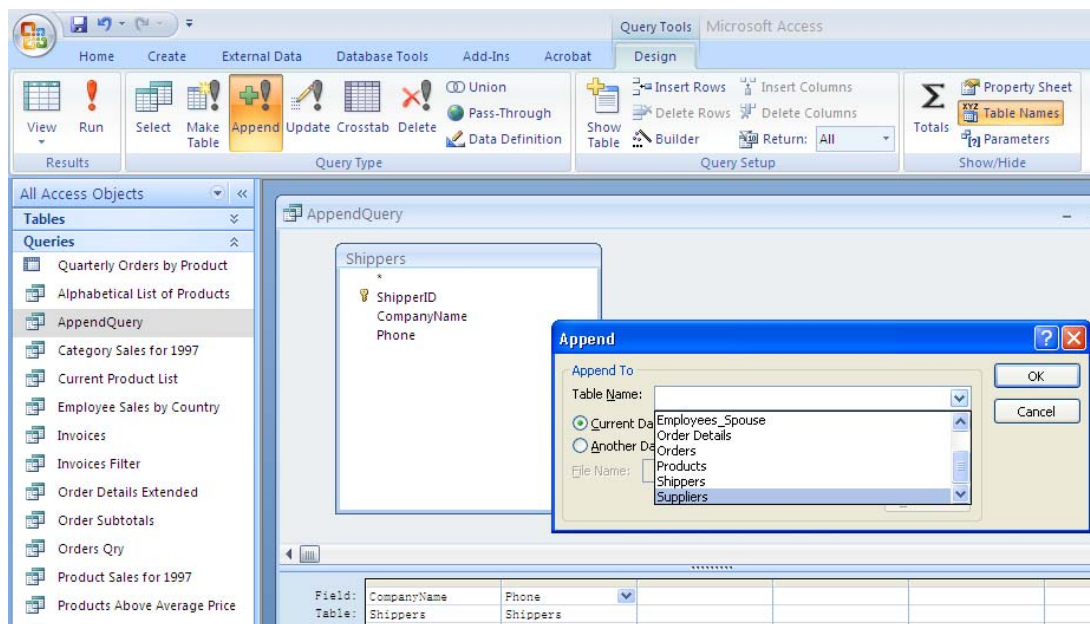 Query Tools Microsoft Access
Home Create External Data Database Tools Add-Ins Acrobat Design
View
Run
Select
Make Table
Append
Update
Crosstab
Delete
Union
Pass-Through
Data Definition
Show Table
Insert Rows
Delete Rows
Builder
Insert Columns
Delete Columns
Return: All
Σ
Totals
Property Sheet
XYZ Table Names
[?] Parameters
Results Query Type Query Setup Show/Hide
All Access Objects
Tables
Queries
Quarterly Orders by Product
Alphabetical List of Products
AppendQuery
Category Sales for 1997
Current Product List
Employee Sales by Country
Invoices
Invoices Filter
Order Details Extended
Order Subtotals
Orders Qry
Product Sales for 1997
Products Above Average Price
AppendQuery
Shippers
*
ShipperID
CompanyName
Phone
Append
Append To
Table Name:
Current Da
Another Da
File Name:
Employees_Spouse
Order Details
Orders
Products
Shippers
Suppliers
OK
Cancel
Field: CompanyName Phone
Table: Shippers Shippers